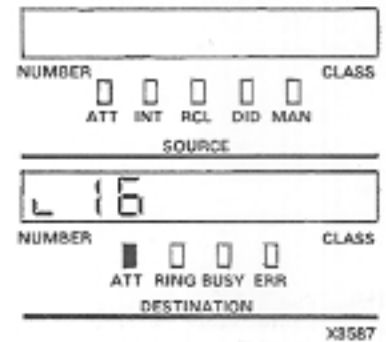 NUMBER CLASS
ATT INT RCL DID MAN
SOURCE
⌞ 16
NUMBER CLASS
ATT RING BUSY ERR
DESTINATION
X3587